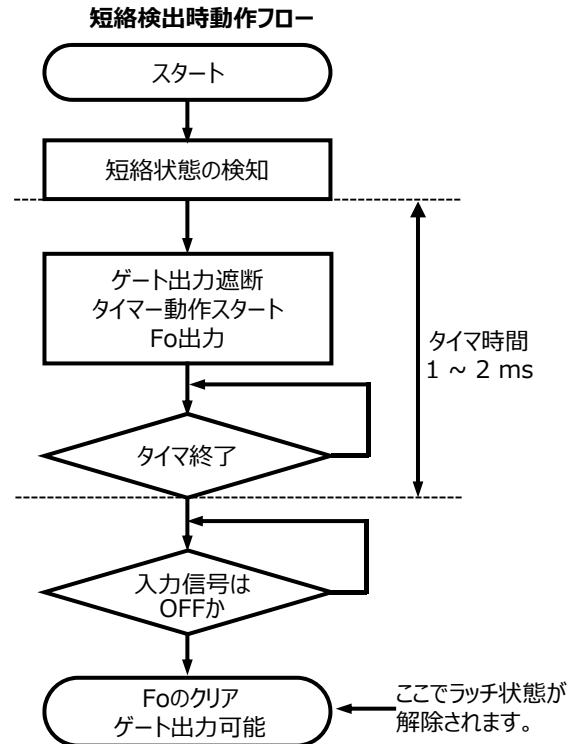 短絡検出時動作フロー
スタート
短絡状態の検知
ゲート出力遮断
タイマー動作スタート
Fo出力
タイマ時間
1 ~ 2 ms
タイマ終了
入力信号は
OFFか
Foのクリア
ゲート出力可能
ここでラッチ状態が
解除されます。